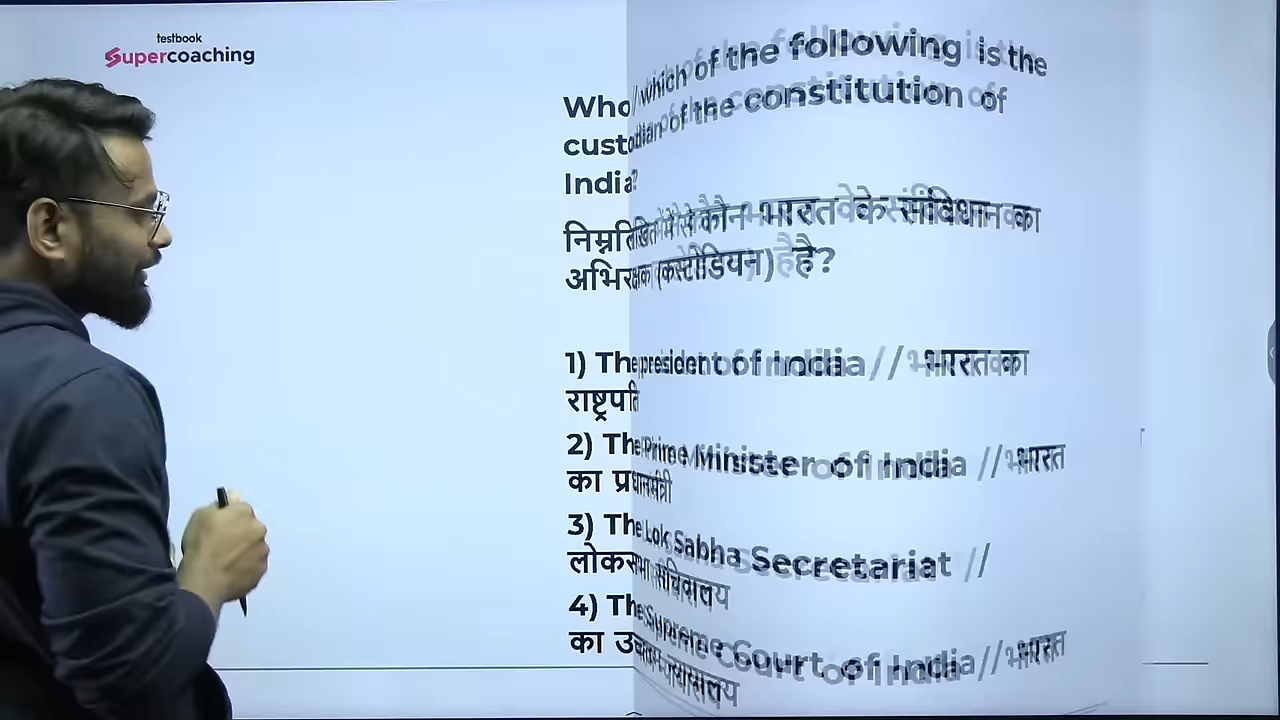 testbook
Supercoaching
Who/which of the following is the
custodian of the constitution of
India?
निम्नलिखित में से कौन भारत के संविधान का
अभिरक्षक (कस्टोडियन) है?
1) The president of India // भारत का
राष्ट्रपति
2) The Prime Minister of India // भारत
का प्रधानमंत्री
3) The Lok Sabha Secretariat //
लोकसभा सचिवालय
4) The Supreme Court of India // भारत
का उच्चतम न्यायालय